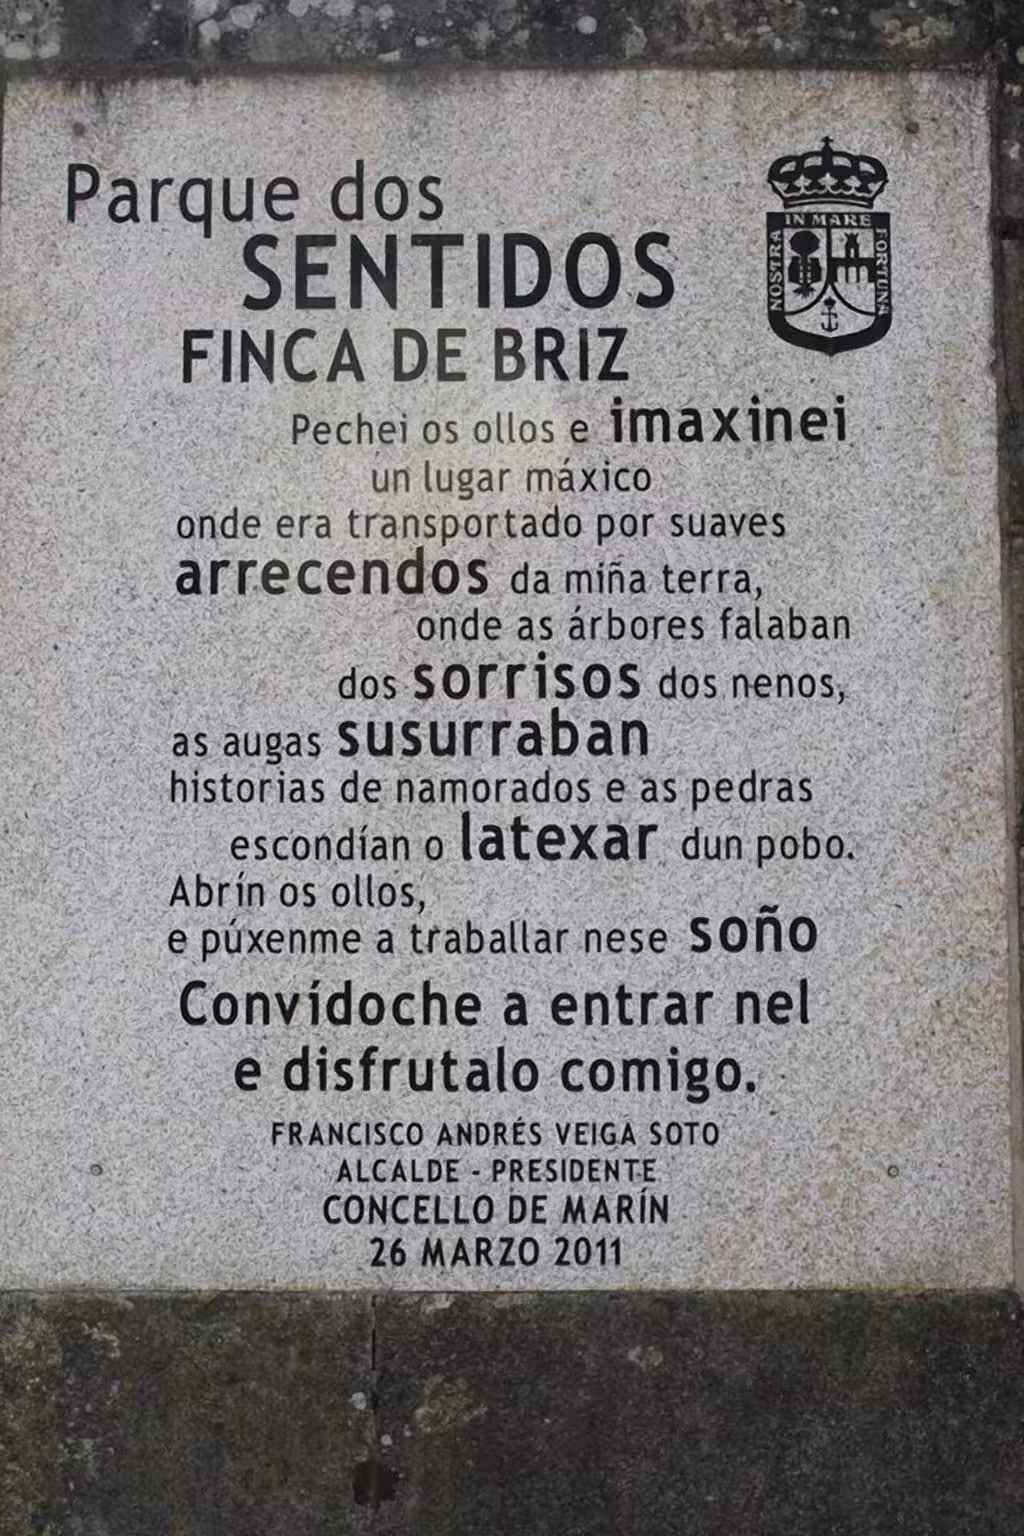 Parque dos
SENTIDOS
FINCA DE BRIZ
NOSTRA
IN MARE
FORTUNA
Pechei os ollos e imaxinei
un lugar máxico
onde era transportado por suaves
arrecendos da miña terra,
onde as árbores falaban
dos sorrisos dos nenos,
as augas susurraban
historias de namorados e as pedras
escondían o latexar dun pobo.
Abrín os ollos,
e púxenme a traballar nese soño
Convídoche a entrar nel
e disfrutalo comigo.
FRANCISCO ANDRÉS VEIGA SOTO
ALCALDE - PRESIDENTE
CONCELLO DE MARÍN
26 MARZO 2011